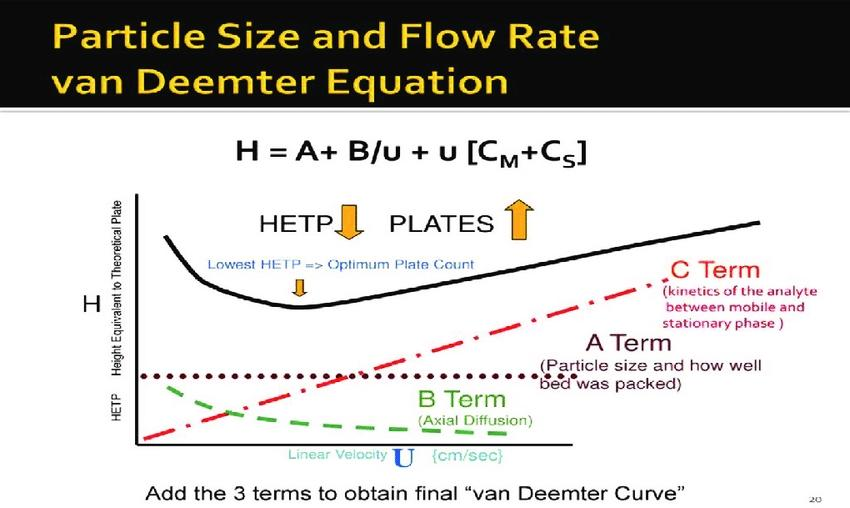 Particle Size and Flow Rate
van Deemter Equation
H = A+ B/u + u [CM+CS]
HETP PLATES
Lowest HETP => Optimum Plate Count
H
HETP Height Equivalent to Theoretical Plate
C Term
(kinetics of the analyte
between mobile and
stationary phase )
A Term
(Particle size and how well
bed was packed)
B Term
(Axial Diffusion)
Linear Velocity U {cm/sec}
Add the 3 terms to obtain final “van Deemter Curve”
20